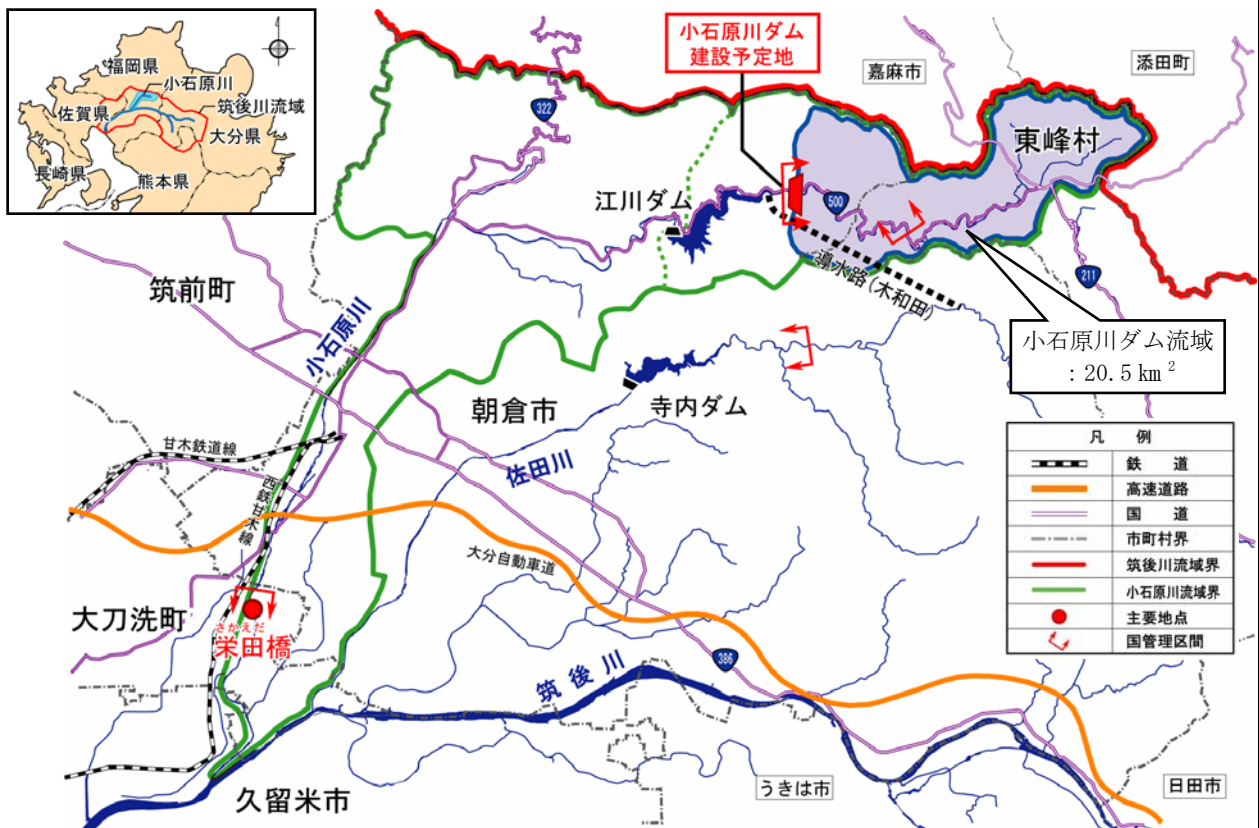 福岡県
小石原川
佐賀県
筑後川流域
大分県
長崎県
熊本県
小石原川ダム
建設予定地
嘉麻市
添田町
322
東峰村
江川ダム
500
211
導水路(木和田)
筑前町
小石原川
小石原川ダム流域
:20.5km²
朝倉市
寺内ダム
甘木鉄道線
佐田川
西鉄甘木線
大分自動車道
大刀洗町
さかえだ
栄田橋
386
筑後川
久留米市
うきは市
日田市
凡 例
鉄 道
高速道路
国 道
市町村界
筑後川流域界
小石原川流域界
主要地点
国管理区間